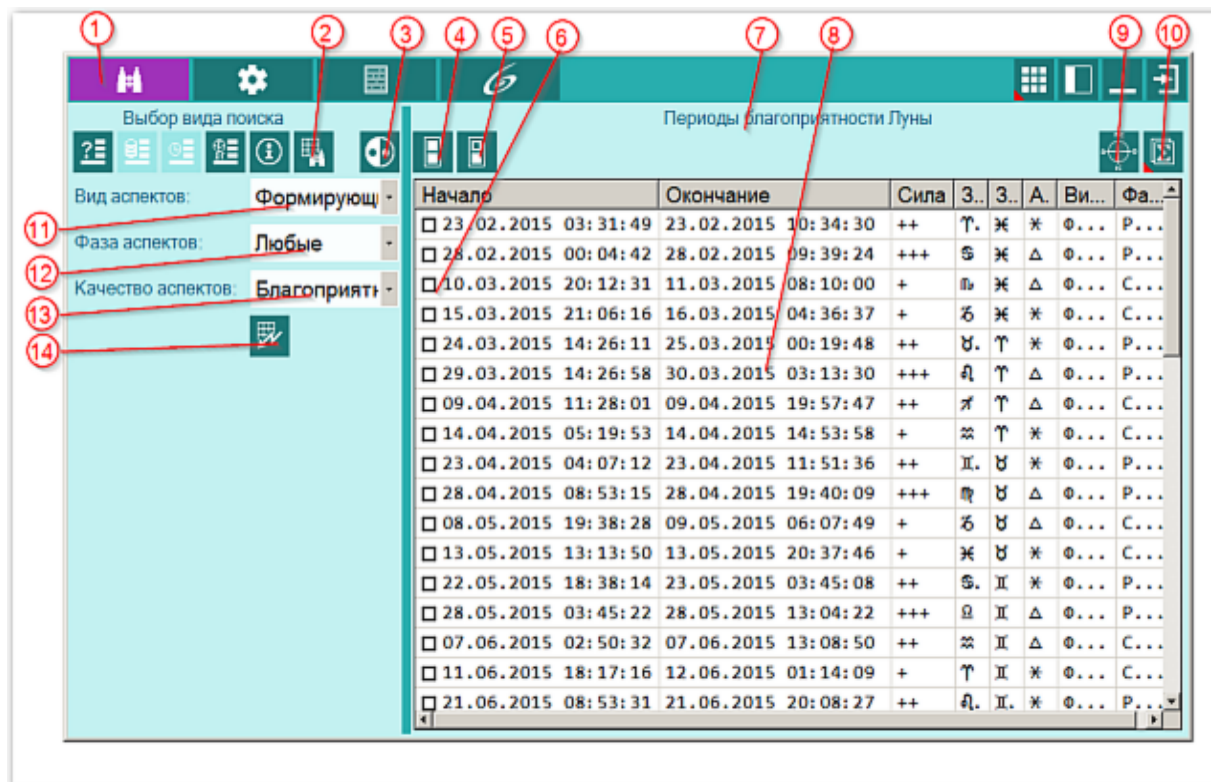 1 2 3 4 5 6 7 8 9 10
Выбор вида поиска
Периоды благоприятности Луны
Вид аспектов: Формирующи
11
Фаза аспектов: Любые
12
Качество аспектов: Благоприятн
13
14
Начало Окончание Сила З.. З.. А. Ви... Фа...
23.02.2015 03:31:49 23.02.2015 10:34:30 ++ ♈. ♓ ⚹ Ф... Р...
28.02.2015 00:04:42 28.02.2015 09:39:24 +++ ♋ ♓ △ Ф... Р...
10.03.2015 20:12:31 11.03.2015 08:10:00 + ♏ ♓ △ Ф... С...
15.03.2015 21:06:16 16.03.2015 04:36:37 + ♑ ♓ ⚹ Ф... С...
24.03.2015 14:26:11 25.03.2015 00:19:48 ++ ♉. ♈ ⚹ Ф... Р...
29.03.2015 14:26:58 30.03.2015 03:13:30 +++ ♌ ♈ △ Ф... Р...
09.04.2015 11:28:01 09.04.2015 19:57:47 ++ ♐ ♈ △ Ф... С...
14.04.2015 05:19:53 14.04.2015 14:53:58 + ♒ ♈ ⚹ Ф... С...
23.04.2015 04:07:12 23.04.2015 11:51:36 ++ ♊. ♉ ⚹ Ф... Р...
28.04.2015 08:53:15 28.04.2015 19:40:09 +++ ♍ ♉ △ Ф... Р...
08.05.2015 19:38:28 09.05.2015 06:07:49 + ♑ ♉ △ Ф... С...
13.05.2015 13:13:50 13.05.2015 20:37:46 + ♓ ♉ ⚹ Ф... С...
22.05.2015 18:38:14 23.05.2015 03:45:08 ++ ♋. ♊ ⚹ Ф... Р...
28.05.2015 03:45:22 28.05.2015 13:04:22 +++ ♎ ♊ △ Ф... Р...
07.06.2015 02:50:32 07.06.2015 13:08:50 ++ ♒ ♊ △ Ф... С...
11.06.2015 18:17:16 12.06.2015 01:14:09 + ♈ ♊ ⚹ Ф... С...
21.06.2015 08:53:31 21.06.2015 20:08:27 ++ ♌. ♊. ⚹ Ф... Р...